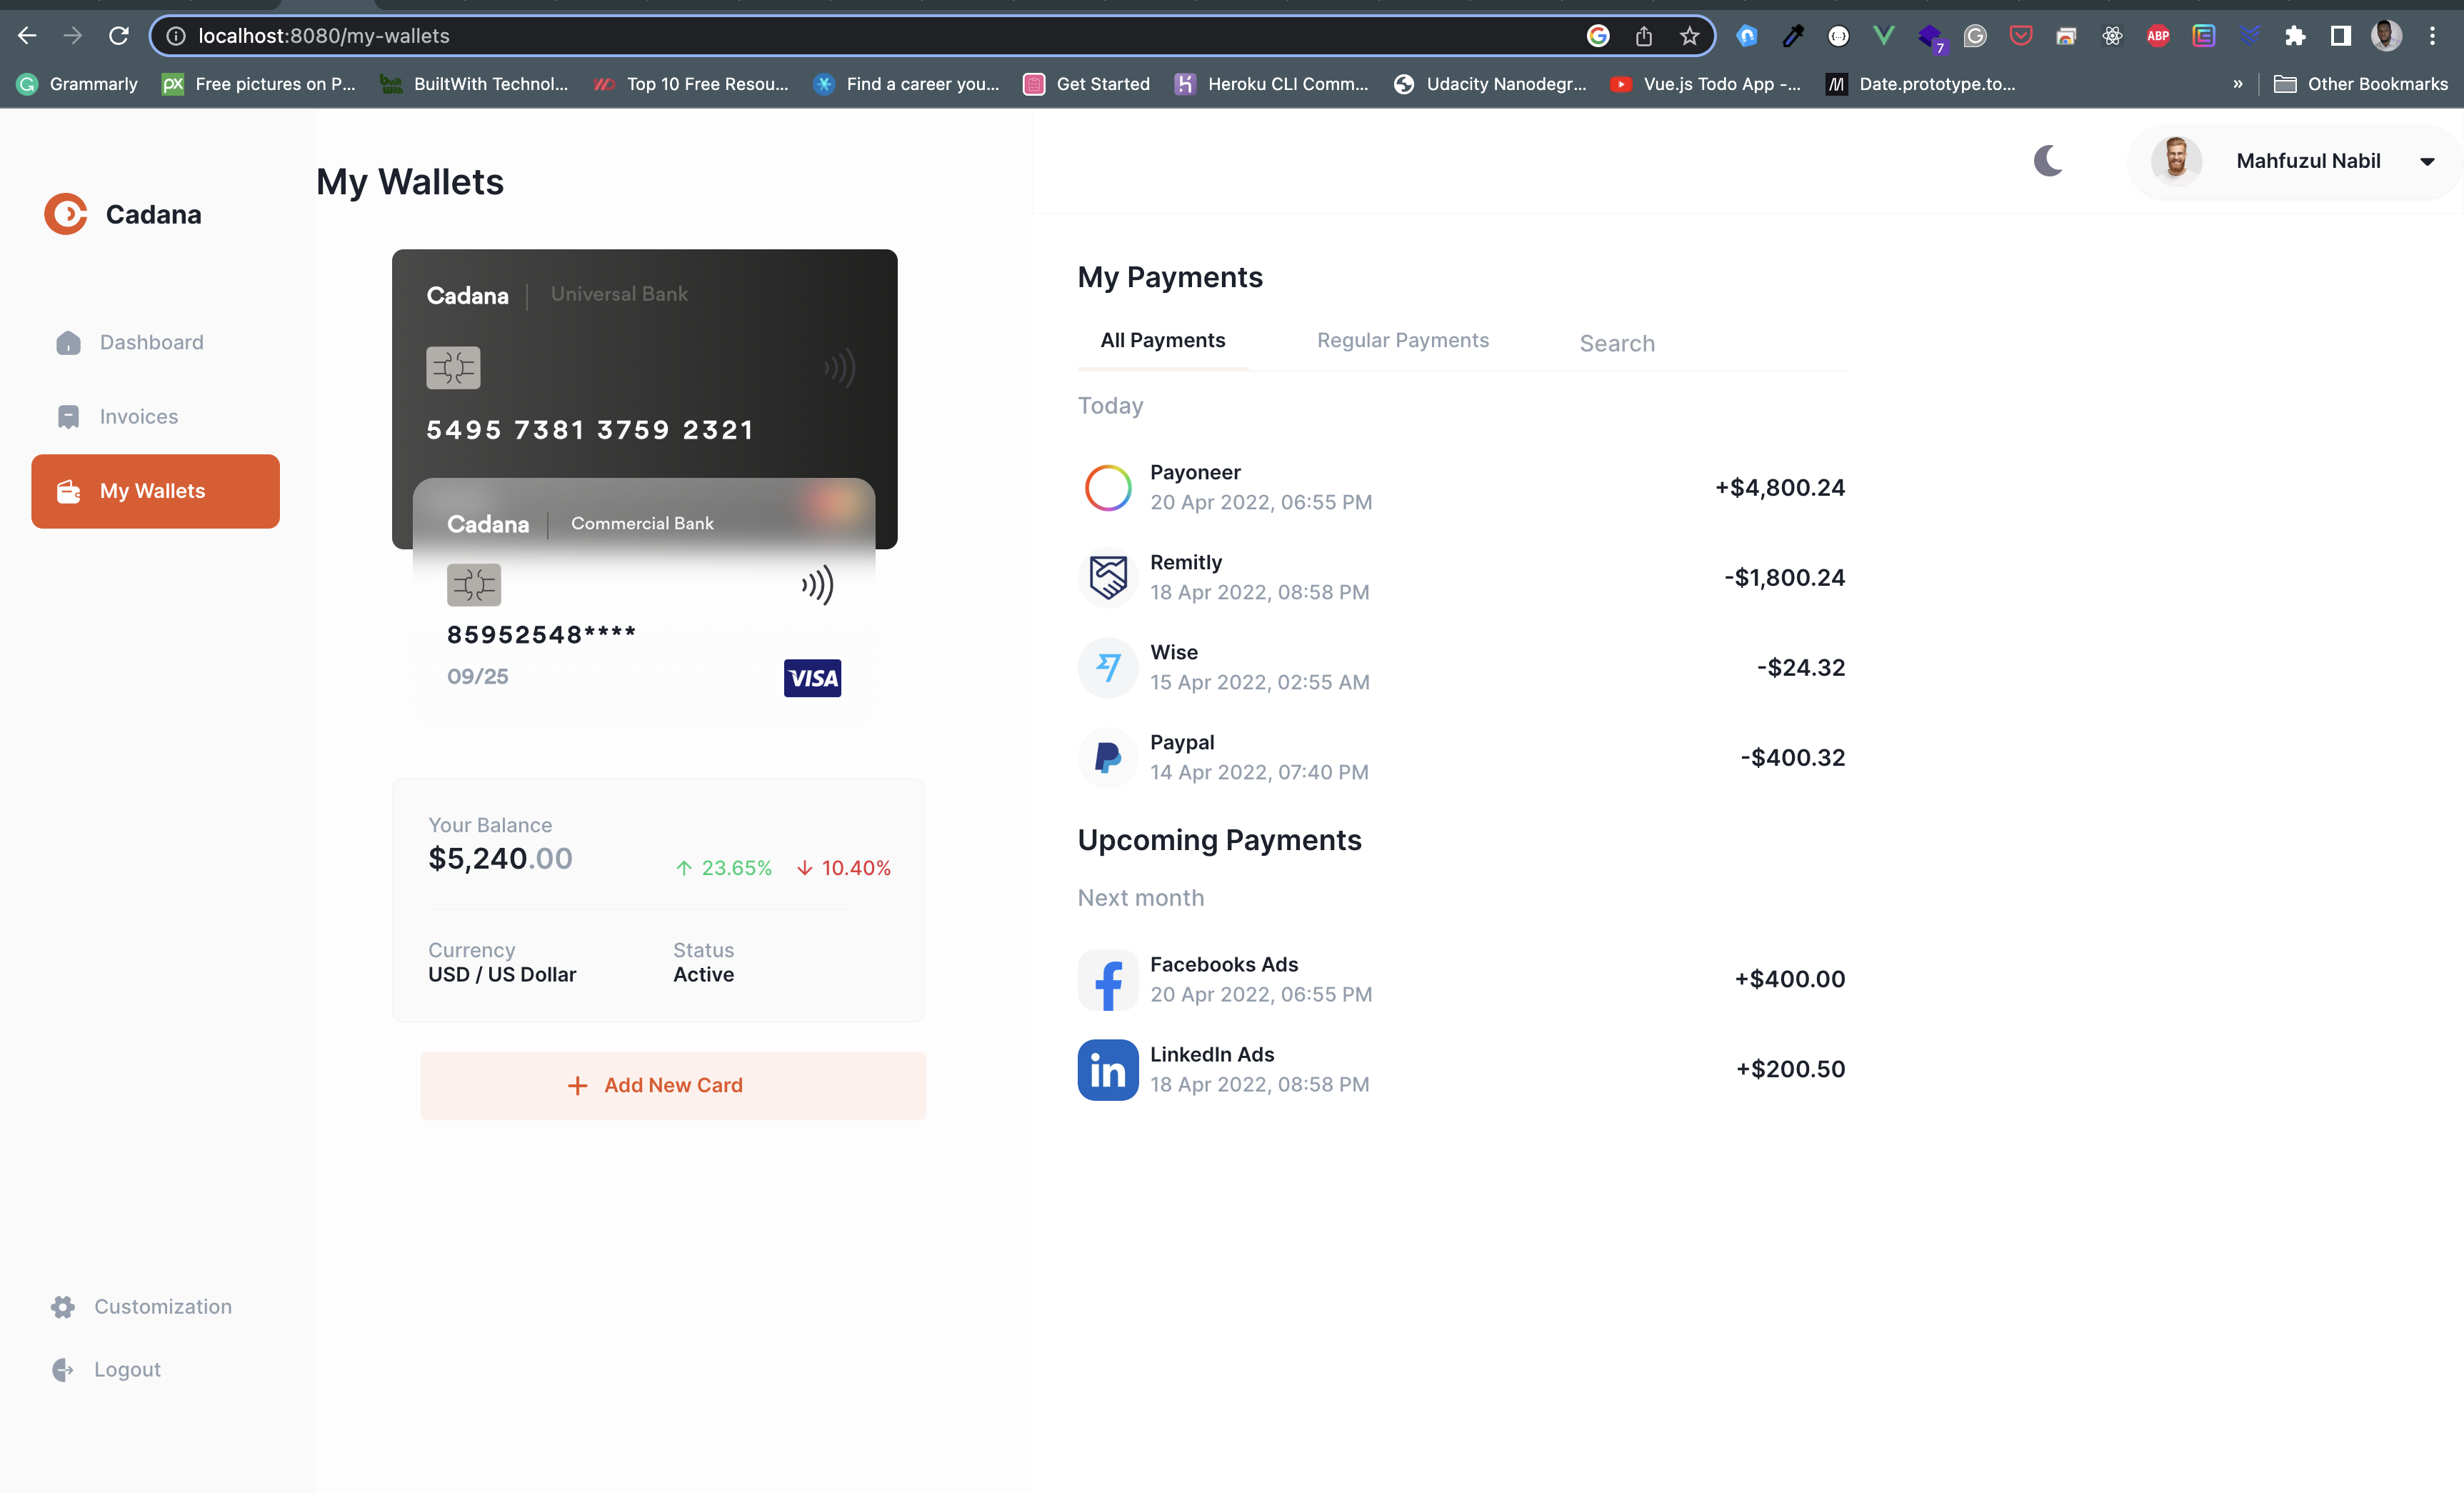 localhost:8080/my-wallets
7
ABP
Grammarly
Free pictures on P...
BuiltWith Technol...
Top 10 Free Resou...
Find a career you...
Get Started
Heroku CLI Comm...
Udacity Nanodegr...
Vue.js Todo App -...
Date.prototype.to...
»
Other Bookmarks
Cadana
Dashboard
Invoices
My Wallets
Customization
Logout
My Wallets
Cadana
Universal Bank
5495 7381 3759 2321
Cadana
Commercial Bank
85952548****
09/25
VISA
Your Balance
$5,240.00
23.65%
10.40%
Currency
USD / US Dollar
Status
Active
+ Add New Card
Mahfuzul Nabil
My Payments
All Payments
Regular Payments
Search
Today
Payoneer
20 Apr 2022, 06:55 PM
+$4,800.24
Remitly
18 Apr 2022, 08:58 PM
-$1,800.24
Wise
15 Apr 2022, 02:55 AM
-$24.32
Paypal
14 Apr 2022, 07:40 PM
-$400.32
Upcoming Payments
Next month
Facebooks Ads
20 Apr 2022, 06:55 PM
+$400.00
in
LinkedIn Ads
18 Apr 2022, 08:58 PM
+$200.50